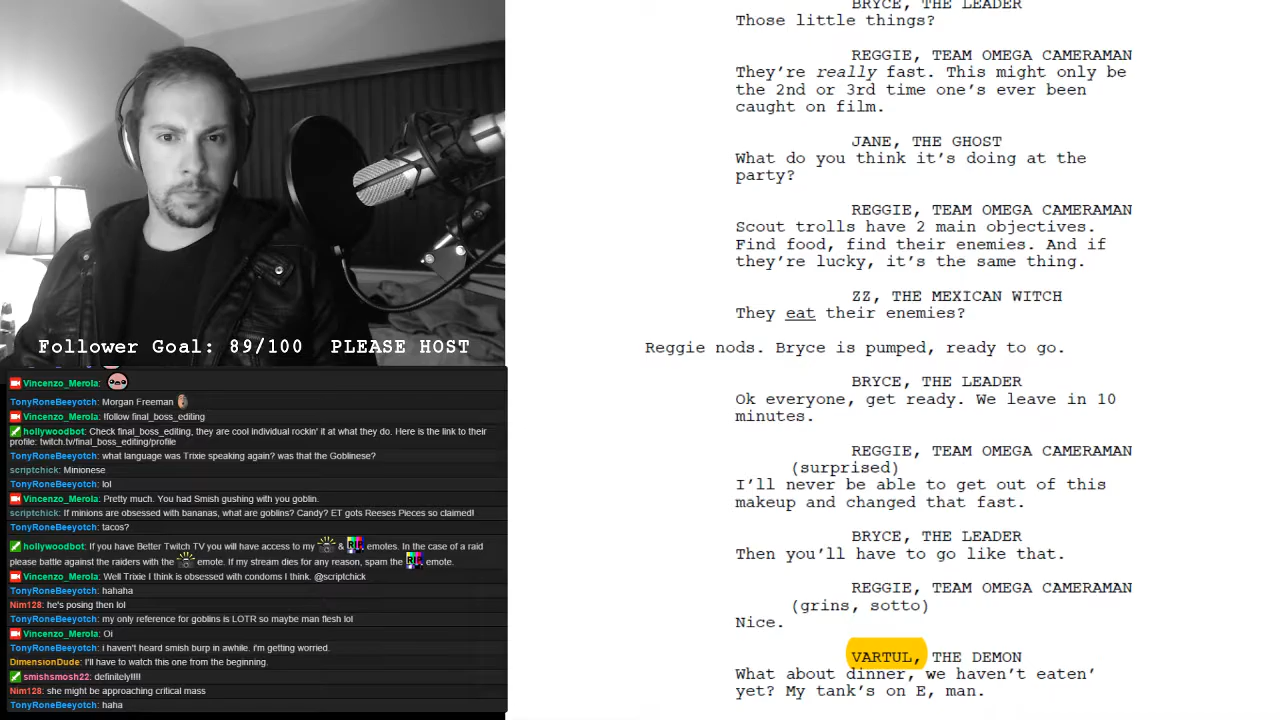 Follower Goal: 89/100 PLEASE HOST
Vincenzo_Merola:
TonyRoneBeeyotch: Morgan Freeman
Vincenzo_Merola: !follow final_boss_editing
hollywoodbot: Check final_boss_editing, they are cool individual rockin' it at what they do. Here is the link to their
profile: twitch.tv/final_boss_editing/profile
TonyRoneBeeyotch: what language was Trixie speaking again? was that the Goblinese?
scriptchick: Minionese
TonyRoneBeeyotch: lol
Vincenzo_Merola: Pretty much. You had Smish gushing with you goblin.
scriptchick: If minions are obsessed with bananas, what are goblins? Candy? ET gots Reeses Pieces so claimed!
TonyRoneBeeyotch: tacos?
hollywoodbot: If you have Better Twitch TV you will have access to my & R.I.P. emotes. In the case of a raid
please battle against the raiders with the emote. If my stream dies for any reason, spam the R.I.P. emote.
Vincenzo_Merola: Well Trixie I think is obsessed with condoms I think. @scriptchick
TonyRoneBeeyotch: hahaha
Nim128: he's posing then lol
TonyRoneBeeyotch: my only reference for goblins is LOTR so maybe man flesh lol
Vincenzo_Merola: Oi
TonyRoneBeeyotch: i haven't heard smish burp in awhile. i'm getting worried.
DimensionDude: I'll have to watch this one from the beginning.
smishsmosh22: definitely!!!!
Nim128: she might be approaching critical mass
TonyRoneBeeyotch: haha
BRYCE, THE LEADER
Those little things?
REGGIE, TEAM OMEGA CAMERAMAN
They're really fast. This might only be
the 2nd or 3rd time one's ever been
caught on film.
JANE, THE GHOST
What do you think it's doing at the
party?
REGGIE, TEAM OMEGA CAMERAMAN
Scout trolls have 2 main objectives.
Find food, find their enemies. And if
they're lucky, it's the same thing.
ZZ, THE MEXICAN WITCH
They eat their enemies?
Reggie nods. Bryce is pumped, ready to go.
BRYCE, THE LEADER
Ok everyone, get ready. We leave in 10
minutes.
REGGIE, TEAM OMEGA CAMERAMAN
(surprised)
I'll never be able to get out of this
makeup and changed that fast.
BRYCE, THE LEADER
Then you'll have to go like that.
REGGIE, TEAM OMEGA CAMERAMAN
(grins, sotto)
Nice.
VARTUL, THE DEMON
What about dinner, we haven't eaten'
yet? My tank's on E, man.